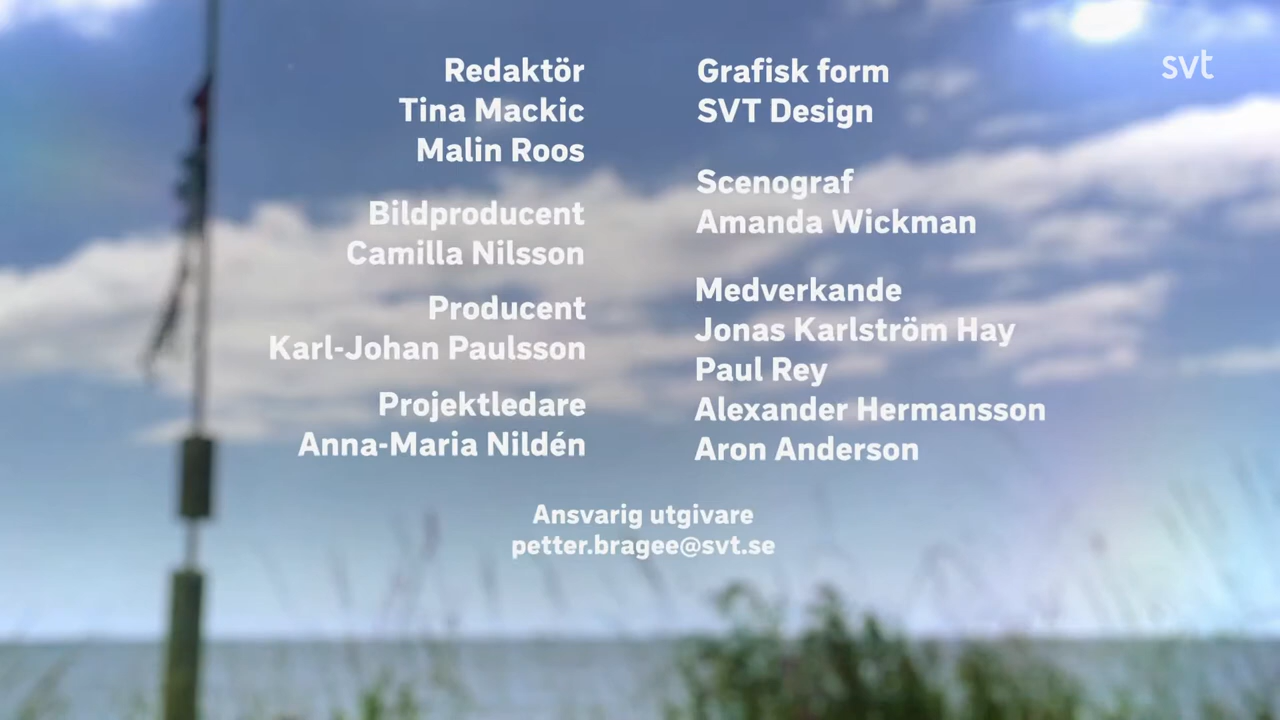 Redaktör
Tina Mackic
Malin Roos
Bildproducent
Camilla Nilsson
Producent
Karl-Johan Paulsson
Projektledare
Anna-Maria Nildén
Grafisk form
SVT Design
Scenograf
Amanda Wickman
Medverkande
Jonas Karlström Hay
Paul Rey
Alexander Hermansson
Aron Anderson
Ansvarig utgivare
petter.bragee@svt.se
svt